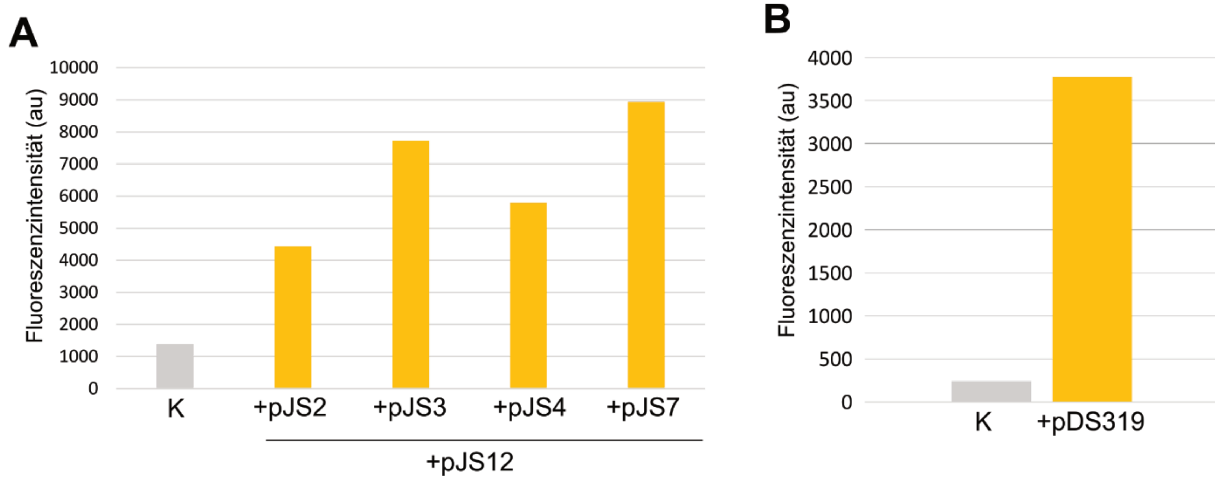 A
Fluoreszenzintensität (au)
10000
9000
8000
7000
6000
5000
4000
3000
2000
1000
0
K
+pJS2
+pJS3
+pJS4
+pJS7
+pJS12
B
Fluoreszenzintensität (au)
4000
3500
3000
2500
2000
1500
1000
500
0
K
+pDS319